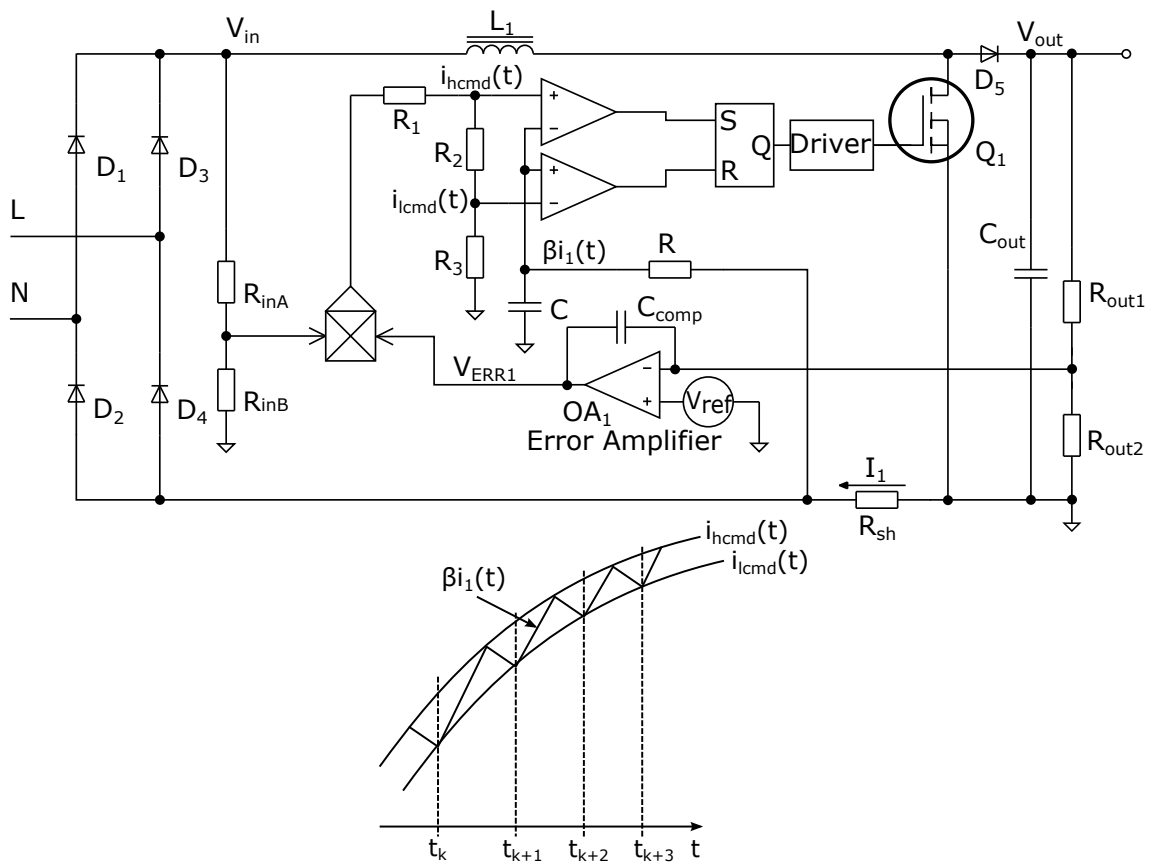 V_in
L_1
V_out
i_hcmd(t)
D_5
R_1
+
−
S
R
Q
Driver
Q_1
D_1
D_3
R_2
+
−
i_lcmd(t)
L
R_3
βi_1(t)
R
C_out
N
R_inA
C
C_comp
R_out1
V_ERR1
−
+
V_ref
D_2
D_4
R_inB
OA_1
Error Amplifier
R_out2
I_1
R_sh
i_hcmd(t)
i_lcmd(t)
βi_1(t)
t_k
t_k+1
t_k+2
t_k+3
t